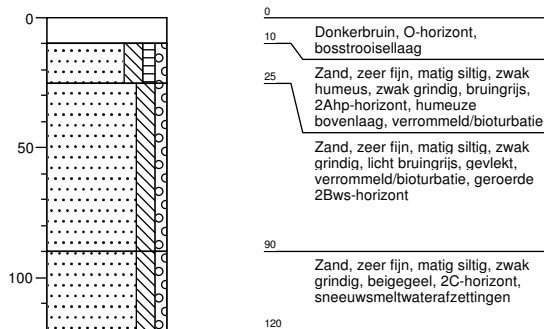 0
50
100
0
Donkerbruin, O-horizont,
bosstrooisellaag
10
Zand, zeer fijn, matig siltig, zwak
humeus, zwak grindig, bruingrijs,
2Ahp-horizont, humeuze
bovenlaag, verrommeld/bioturbatie
25
Zand, zeer fijn, matig siltig, zwak
grindig, licht bruingrijs, gevlekt,
verrommeld/bioturbatie, geroerde
2Bws-horizont
90
Zand, zeer fijn, matig siltig, zwak
grindig, beigegeel, 2C-horizont,
sneeuwsmeltwaterafzettingen
120